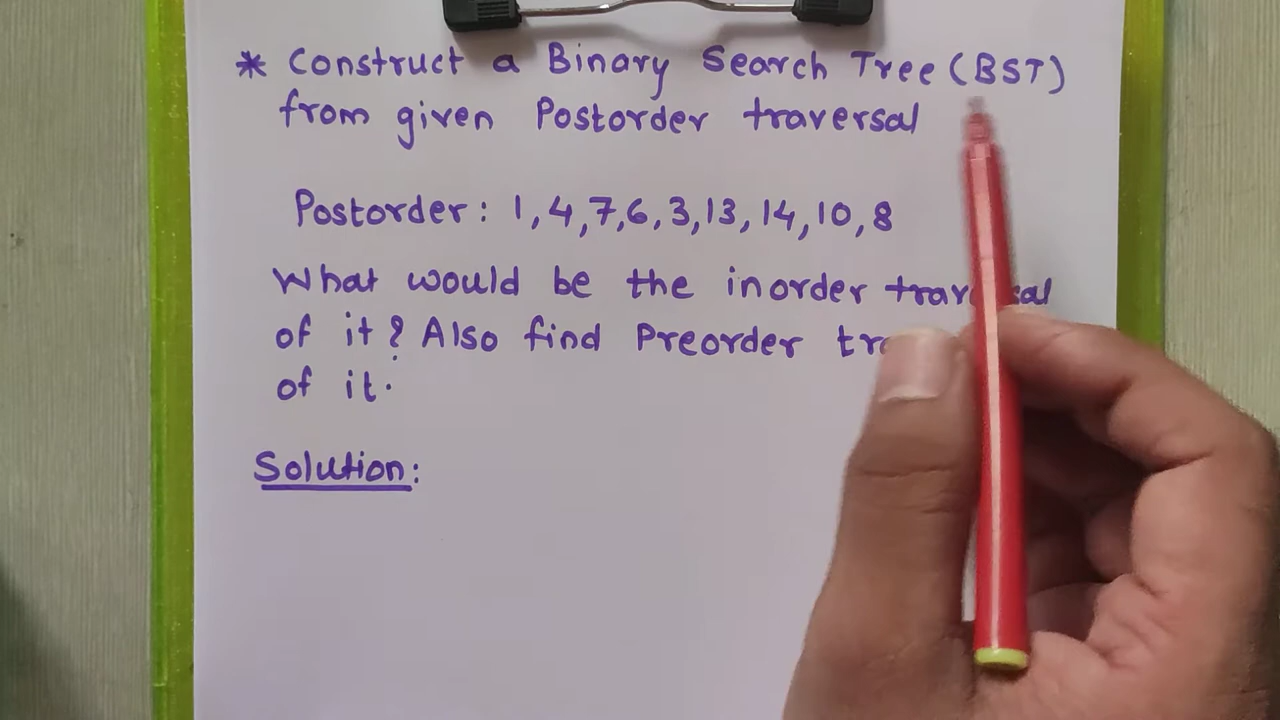 * Construct a Binary Search Tree (BST)
from given Postorder traversal
Postorder: 1, 4, 7, 6, 3, 13, 14, 10, 8
What would be the inorder
of it? Also find Preorder
of it.
Solution: